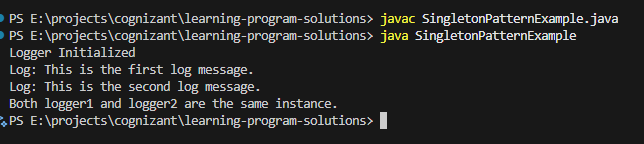 PS E:\projects\cognizant\learning-program-solutions> javac SingletonPatternExample.java
PS E:\projects\cognizant\learning-program-solutions> java SingletonPatternExample
Logger Initialized
Log: This is the first log message.
Log: This is the second log message.
Both logger1 and logger2 are the same instance.
PS E:\projects\cognizant\learning-program-solutions>